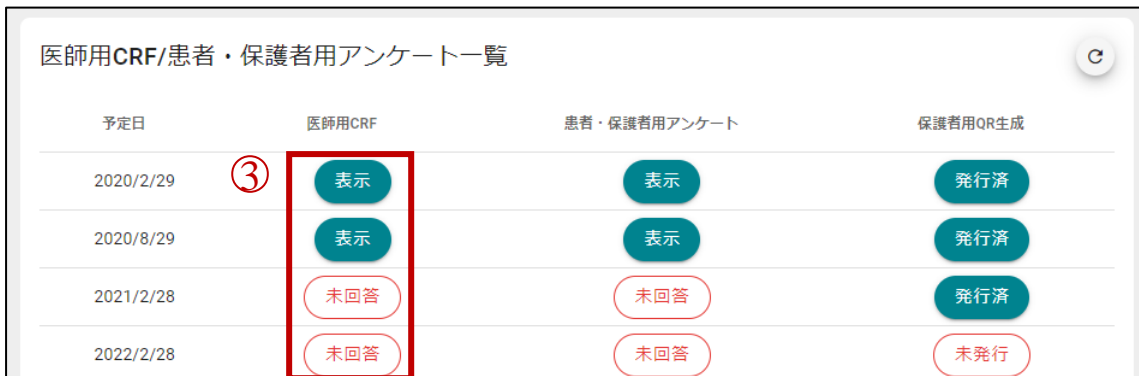 医師用CRF/患者・保護者用アンケート一覧
予定日 医師用CRF 患者・保護者用アンケート 保護者用QR生成
③
2020/2/29 表示 表示 発行済
2020/8/29 表示 表示 発行済
2021/2/28 未回答 未回答 発行済
2022/2/28 未回答 未回答 未発行